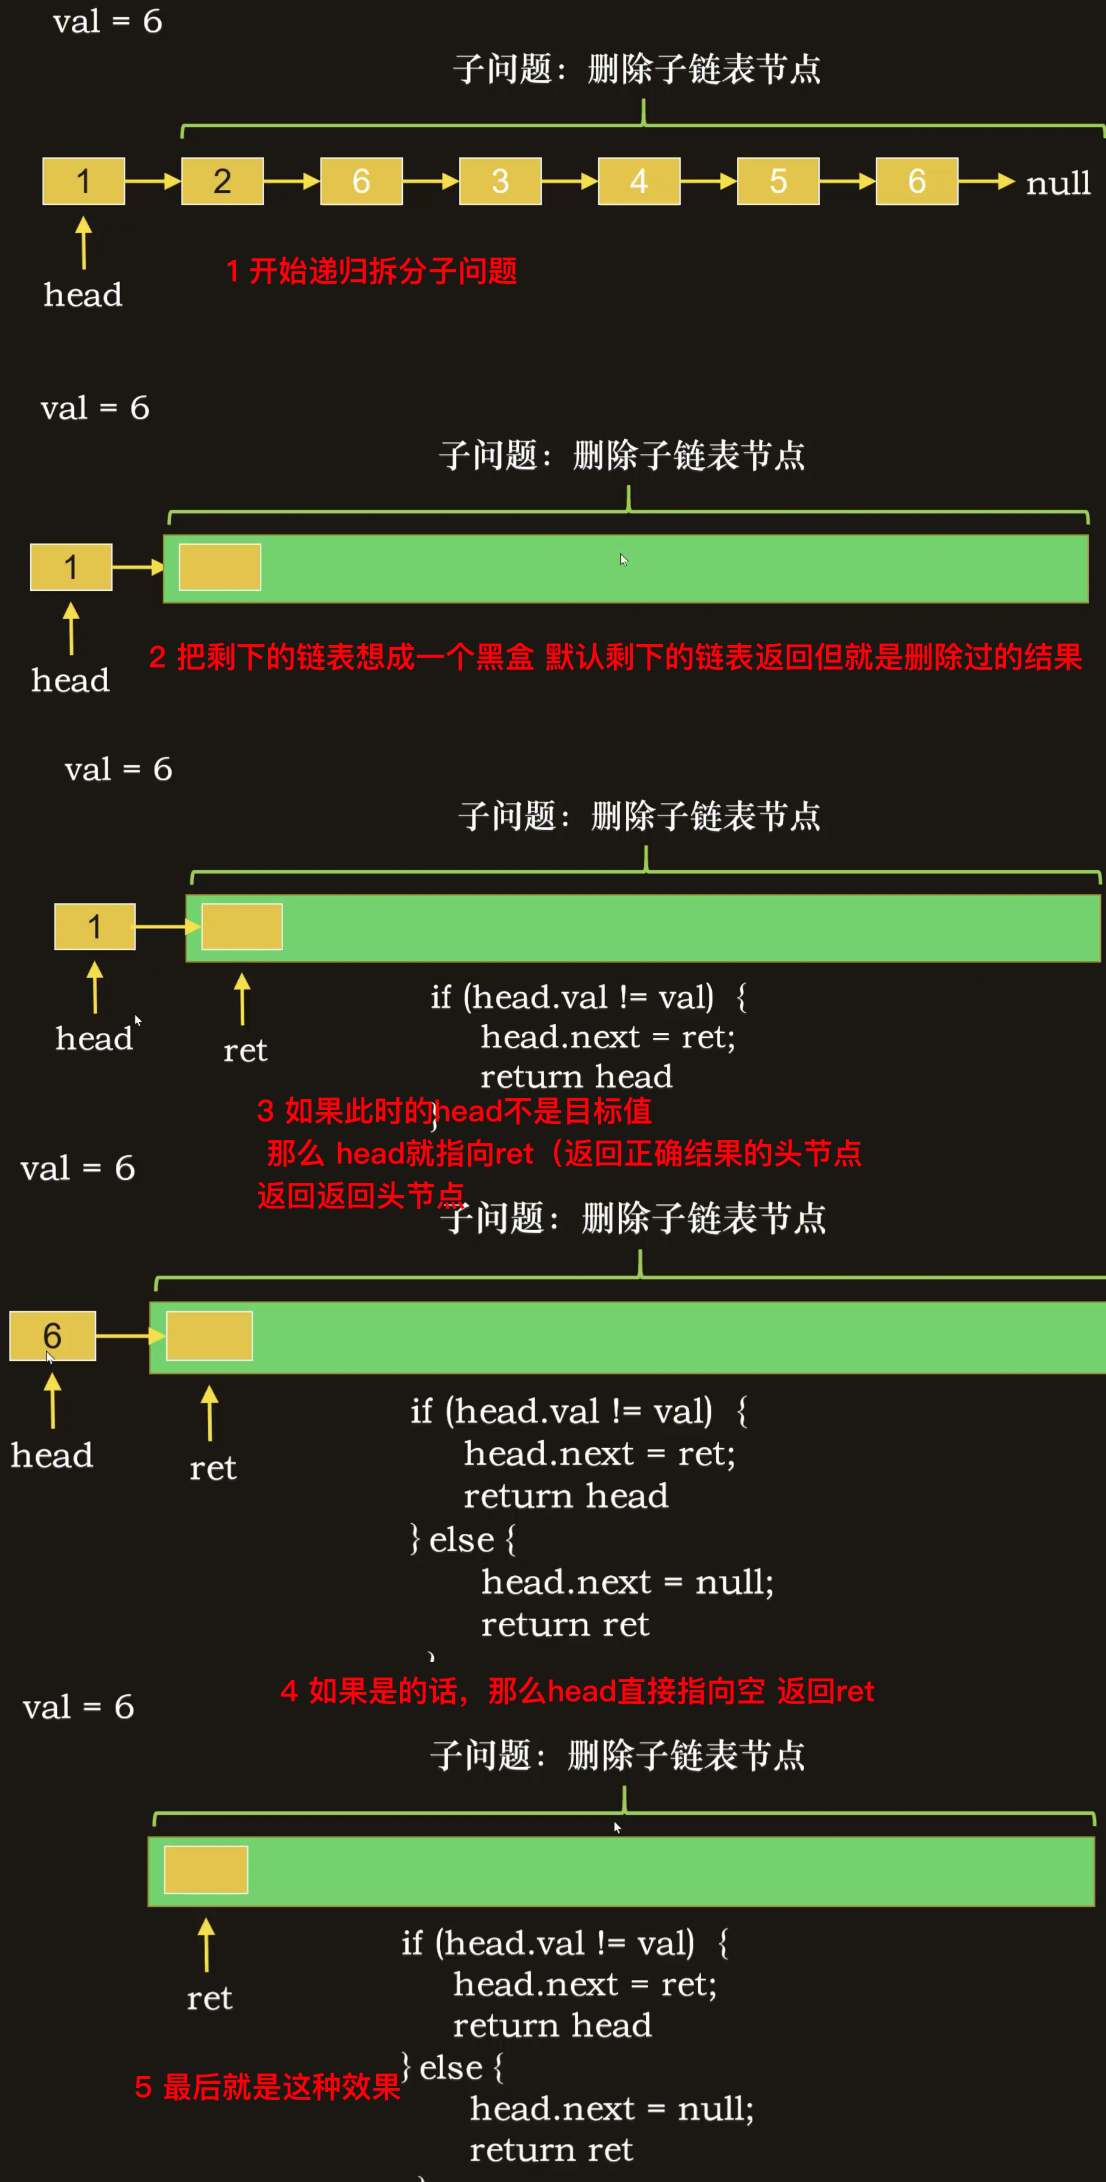 val = 6
子问题：删除子链表节点
1 2 6 3 4 5 6 null
head
1 开始递归拆分子问题
val = 6
子问题：删除子链表节点
1
head
2 把剩下的链表想成一个黑盒 默认剩下的链表返回但就是删除过的结果
val = 6
子问题：删除子链表节点
1
head
ret
if (head.val != val) {
head.next = ret;
return head
}
3 如果此时的head不是目标值
那么 head就指向ret（返回正确结果的头节点
返回返回头节点
val = 6
子问题：删除子链表节点
6
head
ret
if (head.val != val) {
head.next = ret;
return head
} else {
head.next = null;
return ret
}
4 如果是的话，那么head直接指向空 返回ret
val = 6
子问题：删除子链表节点
ret
if (head.val != val) {
head.next = ret;
return head
} else {
5 最后就是这种效果
head.next = null;
return ret
}